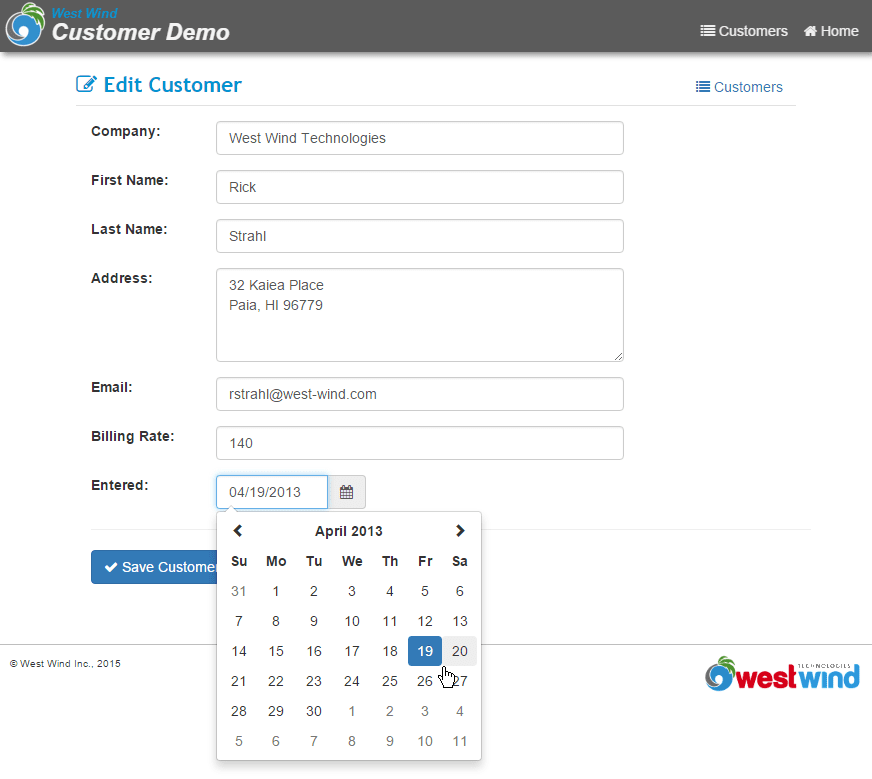 West Wind
Customer Demo
Customers Home
Edit Customer
Customers
Company:
West Wind Technologies
First Name:
Rick
Last Name:
Strahl
Address:
32 Kaiea Place
Paia, HI 96779
Email:
rstrahl@west-wind.com
Billing Rate:
140
Entered:
04/19/2013
April 2013
Su Mo Tu We Th Fr Sa
31 1 2 3 4 5 6
7 8 9 10 11 12 13
14 15 16 17 18 19 20
21 22 23 24 25 26 27
28 29 30 1 2 3 4
5 6 7 8 9 10 11
Save Customer
© West Wind Inc., 2015
TECHNOLOGIES
westwind